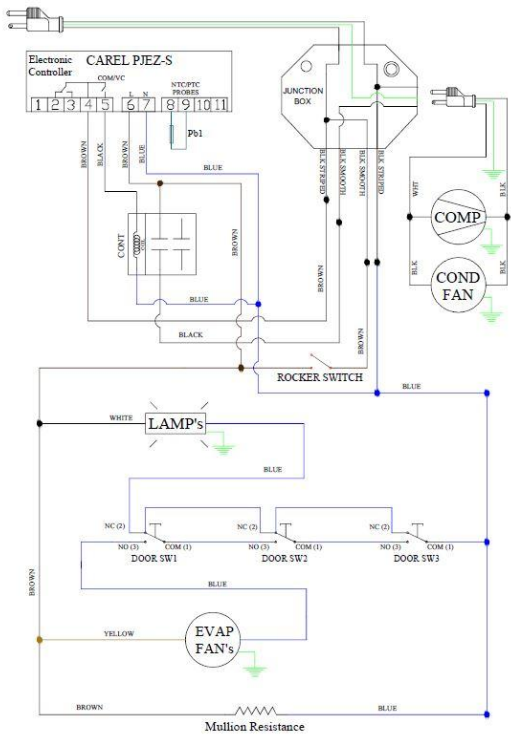 Electronic
Controller
CAREL PJEZ-S
COM/VC
L N
NTC/PTC
PROBES
1 2 3 4 5 6 7 8 9 10 11
Pb1
JUNCTION
BOX
BROWN
BLACK
BROWN
BLUE
BLUE
BLK STRIPED
BLK SMOOTH
BLK SMOOTH
BLK STRIPED
WHT
BLK
COMP
CONT
COIL
BROWN
BROWN
BLK
BLK
COND
FAN
BLUE
BLACK
BROWN
ROCKER SWITCH
BLUE
WHITE
LAMP's
BLUE
NC (2)
NC (2)
NC (2)
NO (3)
COM (1)
NO (3)
COM (1)
NO (3)
COM (1)
DOOR SW1
DOOR SW2
DOOR SW3
BROWN
BLUE
YELLOW
EVAP
FAN's
BROWN
BLUE
Mullion Resistance